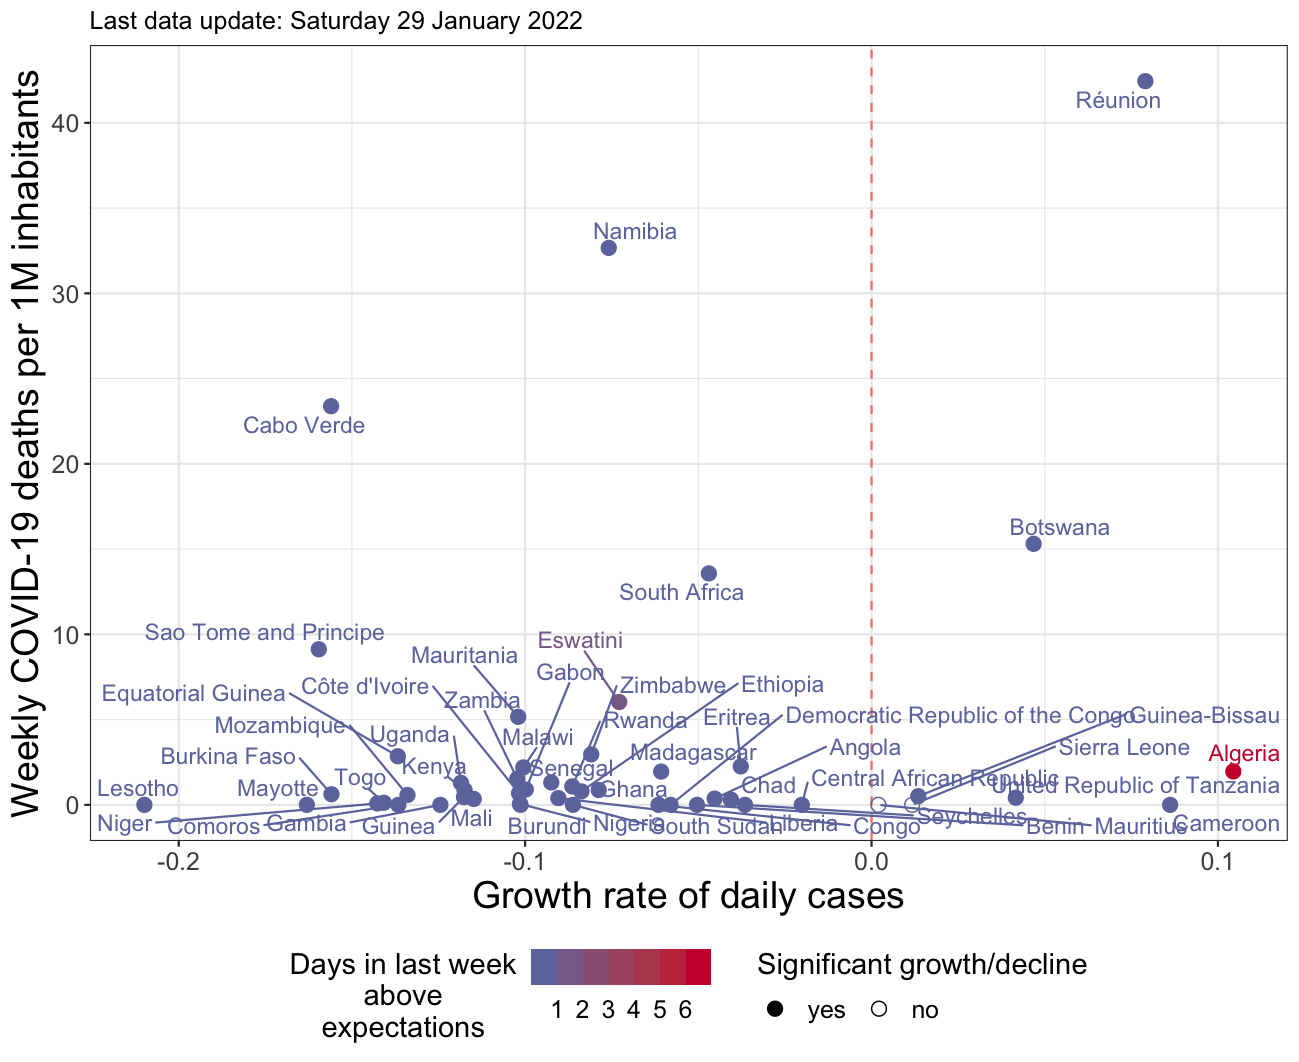 Last data update: Saturday 29 January 2022
Weekly COVID-19 deaths per 1M inhabitants
40
30
20
10
0
Réunion
Namibia
Cabo Verde
Botswana
South Africa
Sao Tome and Principe
Eswatini
Mauritania
Gabon
Equatorial Guinea
Côte d'Ivoire
Zambia
Zimbabwe
Ethiopia
Mozambique
Uganda
Malawi
Rwanda
Eritrea
Democratic Republic of the Congo
Guinea-Bissau
Burkina Faso
Kenya
Senegal
Madagascar
Angola
Sierra Leone
Algeria
Lesotho
Mayotte
Togo
Ghana
Chad
Central African Republic
United Republic of Tanzania
Niger
Comoros
Gambia
Guinea
Mali
Burundi
Nigeria
South Sudan
Liberia
Congo
Seychelles
Benin
Mauritius
Cameroon
-0.2
-0.1
0.0
0.1
Growth rate of daily cases
Days in last week
above
expectations
1 2 3 4 5 6
Significant growth/decline
yes
no